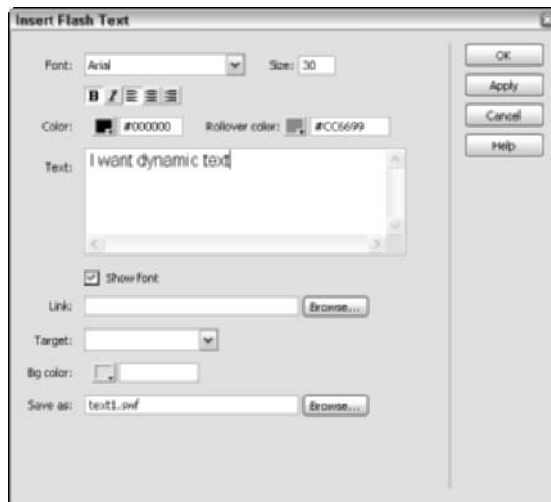 Insert Flash Text
Font: Arial Size: 30
OK
B I
Apply
Color: #000000 Rollover color: #CC6699
Cancel
Help
Text: I want dynamic text
Show font
Link: Browse...
Target:
Bg color:
Save as: text1.swf Browse...